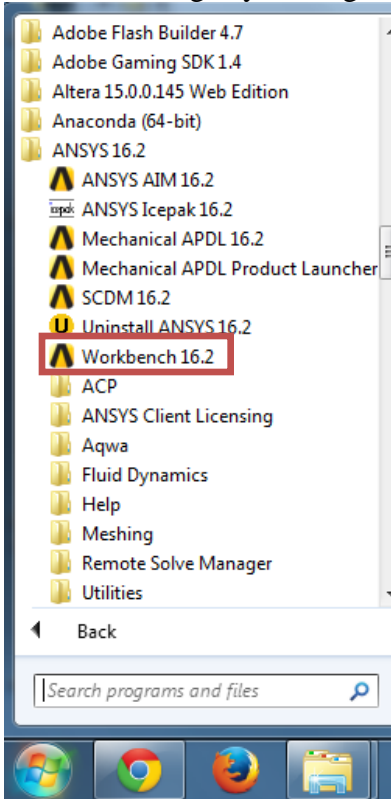 Adobe Flash Builder 4.7
Adobe Gaming SDK 1.4
Altera 15.0.0.145 Web Edition
Anaconda (64-bit)
ANSYS 16.2
ANSYS AIM 16.2
icepak ANSYS Icepak 16.2
Mechanical APDL 16.2
Mechanical APDL Product Launcher
SCDM 16.2
U Uninstall ANSYS 16.2
Workbench 16.2
ACP
ANSYS Client Licensing
Aqwa
Fluid Dynamics
Help
Meshing
Remote Solve Manager
Utilities
Back
Search programs and files